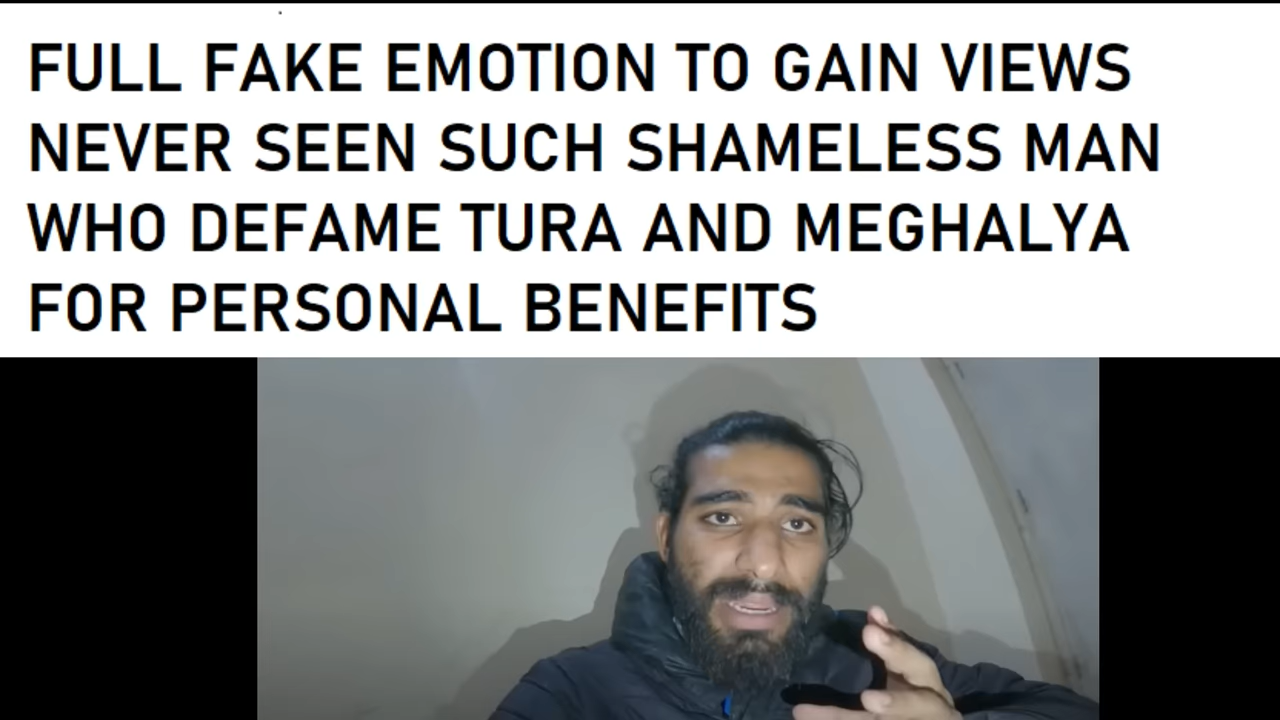 FULL FAKE EMOTION TO GAIN VIEWS
NEVER SEEN SUCH SHAMELESS MAN
WHO DEFAME TURA AND MEGHALYA
FOR PERSONAL BENEFITS